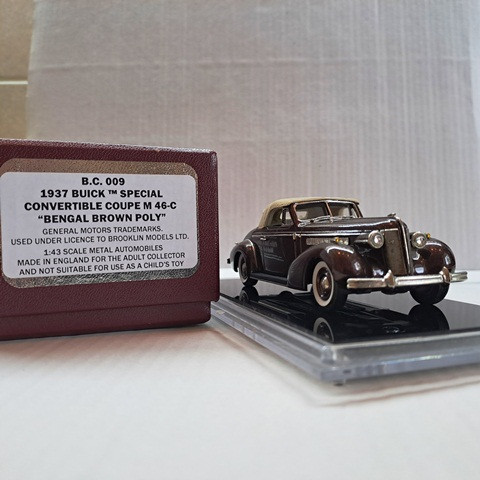 B.C. 009
1937 BUICK ™ SPECIAL
CONVERTIBLE COUPE M 46-C
“BENGAL BROWN POLY”
GENERAL MOTORS TRADEMARKS.
USED UNDER LICENCE TO BROOKLIN MODELS LTD.
1:43 SCALE METAL AUTOMOBILES
MADE IN ENGLAND FOR THE ADULT COLLECTOR
AND NOT SUITABLE FOR USE AS A CHILD'S TOY